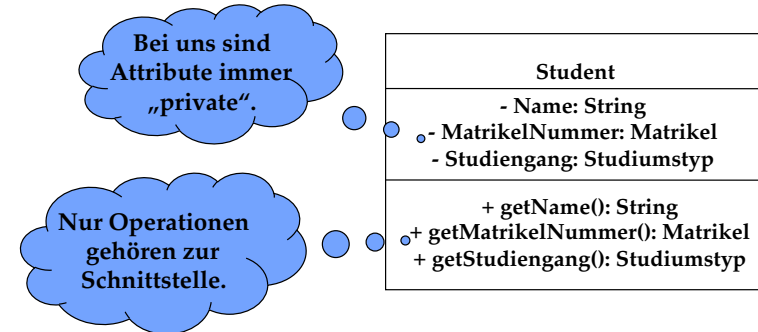 Bei uns sind
Attribute immer
„private“.
Student
- Name: String
- MatrikelNummer: Matrikel
- Studiengang: Studiumstyp
Nur Operationen
gehören zur
Schnittstelle.
+ getName(): String
+ getMatrikelNummer(): Matrikel
+ getStudiengang(): Studiumstyp